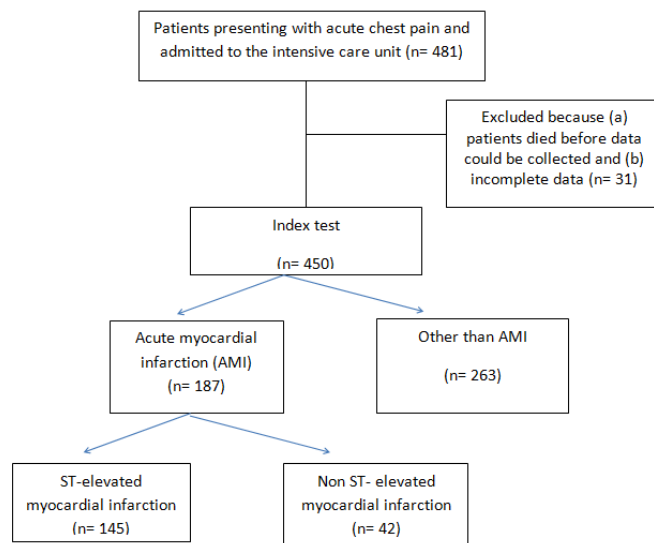 Patients presenting with acute chest pain and
admitted to the intensive care unit (n= 481)
Excluded because (a)
patients died before data
could be collected and (b)
incomplete data (n= 31)
Index test
(n= 450)
Acute myocardial
infarction (AMI)
(n= 187)
Other than AMI
(n= 263)
ST-elevated
myocardial infarction
(n= 145)
Non ST- elevated
myocardial infarction
(n= 42)